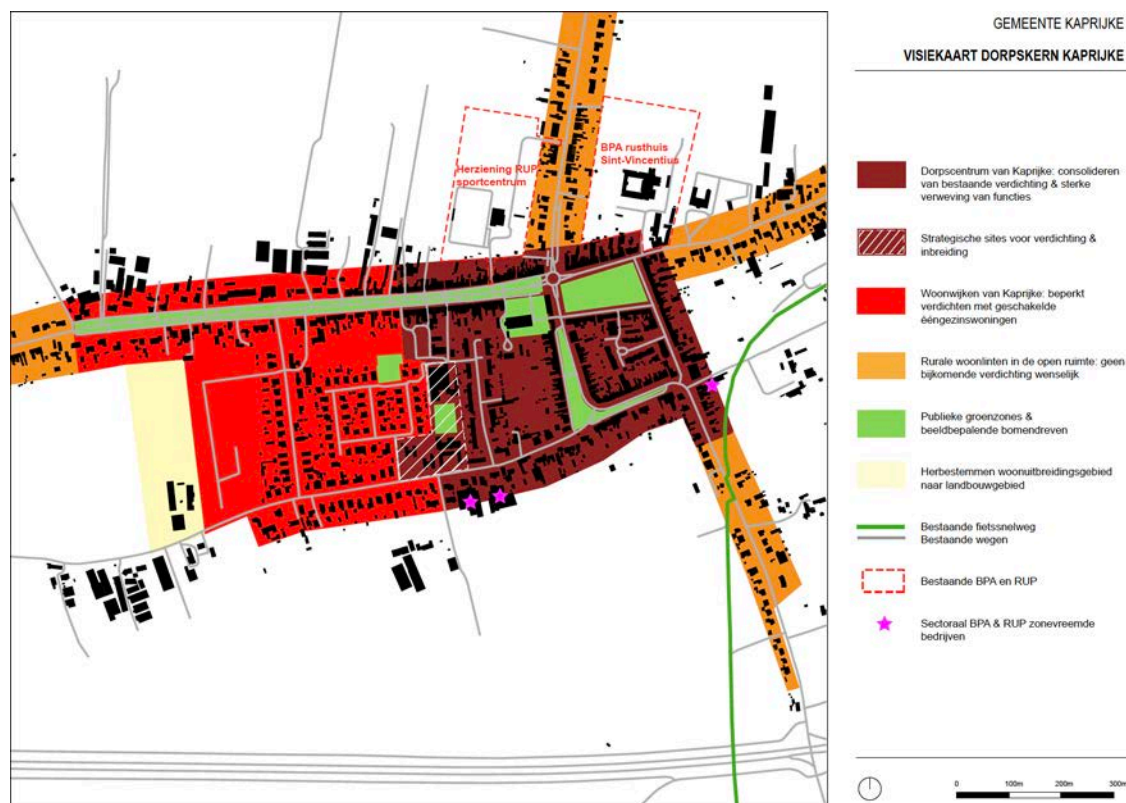 GEMEENTE KAPRIJKE
VISIEKAART DORPSKERN KAPRIJKE
Herziening RUP
sportcentrum
BPA rusthuis
Sint-Vincentius
Dorpscentrum van Kaprijke: consolideren
van bestaande verdichting & sterke
verweving van functies
Strategische sites voor verdichting &
inbreiding
Woonwijken van Kaprijke: beperkt
verdichten met geschakelde
ééngezinswoningen
Rurale woonlinten in de open ruimte: geen
bijkomende verdichting wenselijk
Publieke groenzones &
beeldbepalende bomendreven
Herbestemmen woonuitbreidingsgebied
naar landbouwgebied
Bestaande fietssnelweg
Bestaande wegen
Bestaande BPA en RUP
Sectoraal BPA & RUP zonevreemde
bedrijven
0 100m 200m 300m